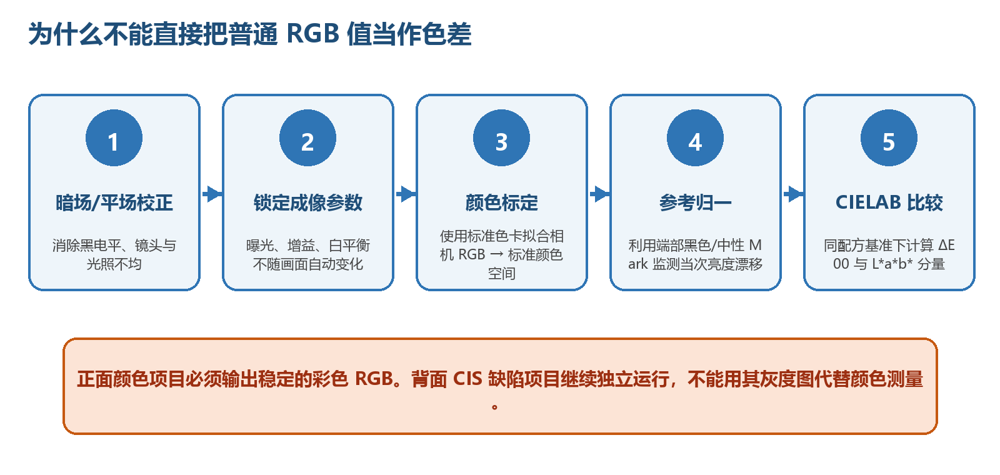 为什么不能直接把普通 RGB 值当作色差
1
暗场/平场校正
消除黑电平、镜头与
光照不均
2
锁定成像参数
曝光、增益、白平衡
不随画面自动变化
3
颜色标定
使用标准色卡拟合相
机 RGB → 标准颜色
空间
4
参考归一
利用端部黑色/中性 M
ark 监测当次亮度漂移
5
CIELAB 比较
同配方基准下计算 ΔE
00 与 L*a*b* 分量
正面颜色项目必须输出稳定的彩色 RGB。背面 CIS 缺陷项目继续独立运行，不能用其灰度图代替颜色测量
。